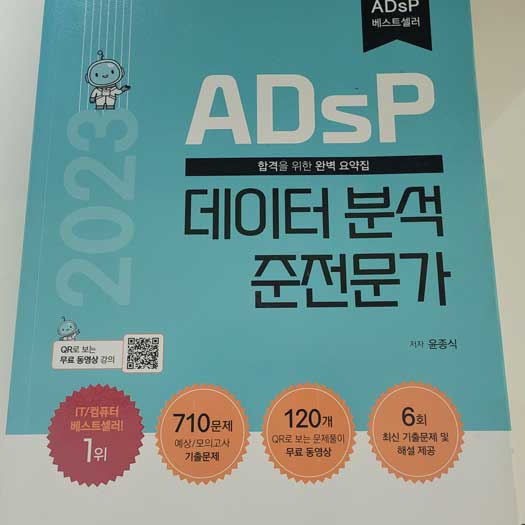 ADsP
베스트셀러
2023
ADsP
합격을 위한 완벽 요약집
데이터 분석
준전문가
저자 윤종식
QR로 보는
무료 동영상 강의
IT/컴퓨터
베스트셀러!
1위
710문제
예상/모의고사
기출문제
120개
QR로 보는 문제풀이
무료 동영상
6회
최신 기출문제 및
해설 제공